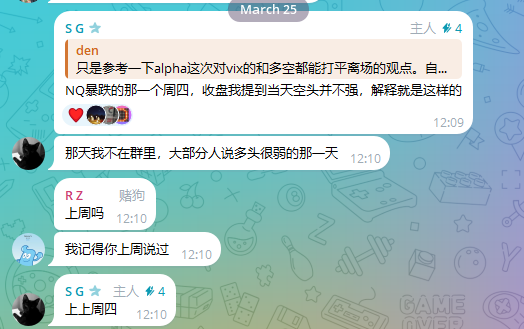 March 25
SG 主人 4
den
只是参考一下alpha这次对vix的和多空都能打平离场的观点。自...
NQ暴跌的那一个周四，收盘我提到当天空头并不强，解释就是这样的
12:09
那天我不在群里，大部分人说多头很弱的那一天 12:10
RZ 赌狗
上周吗 12:10
我记得你上周说过 12:10
SG 主人 4
上上周四 12:10
GAME
OVER